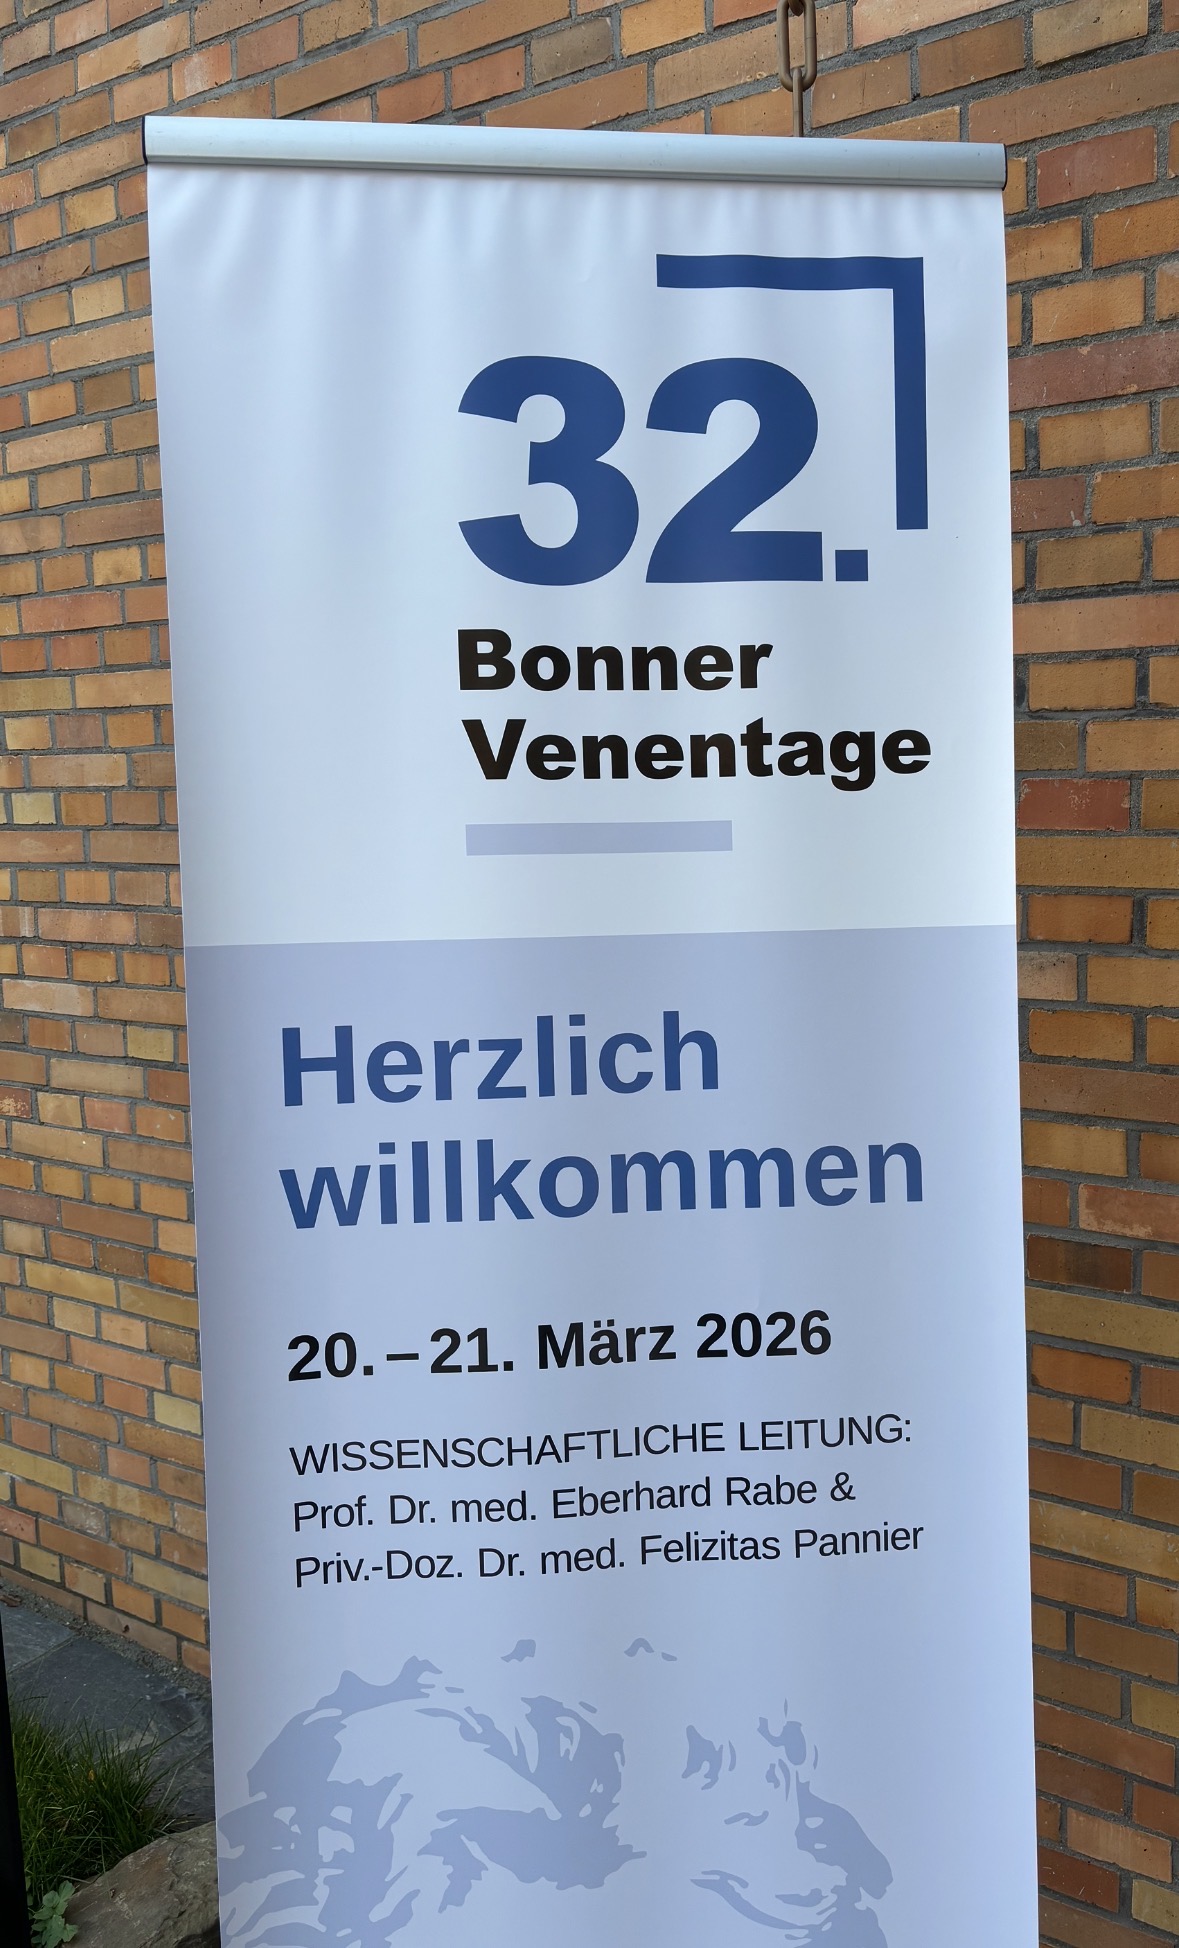 32.
Bonner
Venentage
Herzlich
willkommen
20. – 21. März 2026
WISSENSCHAFTLICHE LEITUNG:
Prof. Dr. med. Eberhard Rabe &
Priv.-Doz. Dr. med. Felizitas Pannier